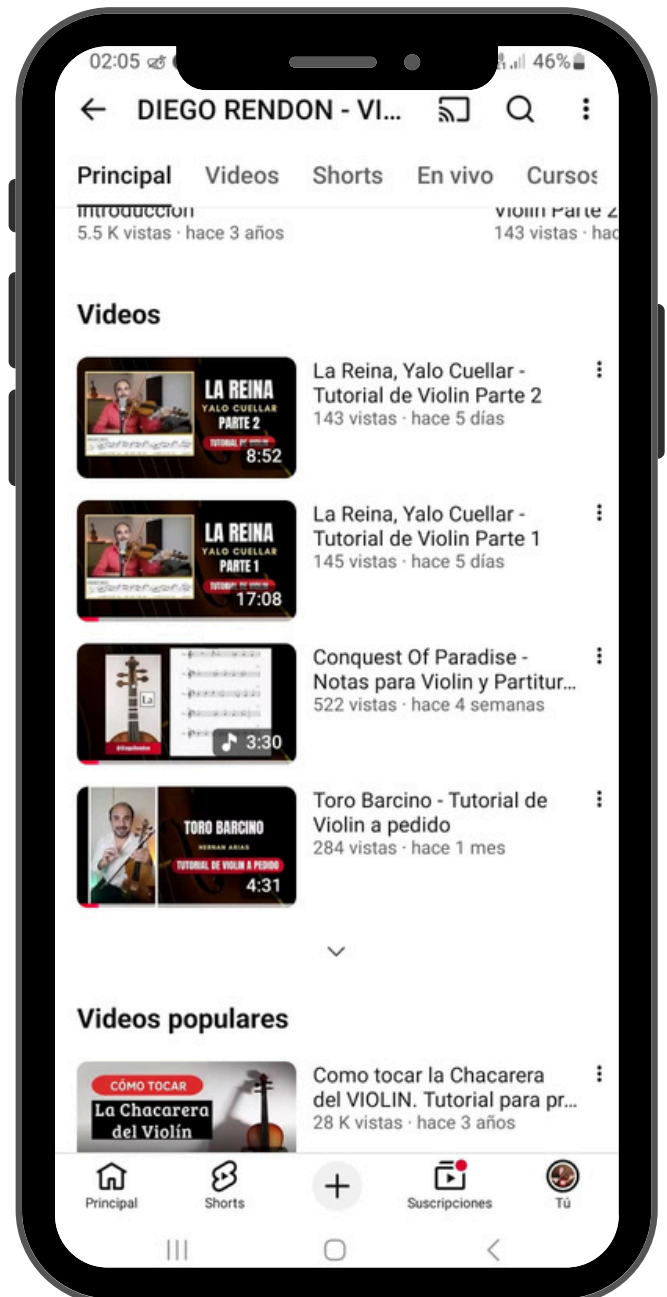 02:05 46%
DIEGO RENDON - VI...
Principal Videos Shorts En vivo Cursos
Introducción Violin Parte 2
5.5 K vistas · hace 3 años 143 vistas · hac
Videos
LA REINA
YALO CUELLAR
PARTE 2
TUTORIAL DE VIOLIN
8:52
La Reina, Yalo Cuellar -
Tutorial de Violin Parte 2
143 vistas · hace 5 días
LA REINA
YALO CUELLAR
PARTE 1
TUTORIAL DE VIOLIN
17:08
La Reina, Yalo Cuellar -
Tutorial de Violin Parte 1
145 vistas · hace 5 días
La
3:30
Conquest Of Paradise -
Notas para Violin y Partitur...
522 vistas · hace 4 semanas
TORO BARCINO
HERNAN ARIAS
TUTORIAL DE VIOLIN A PEDIDO
4:31
Toro Barcino - Tutorial de
Violin a pedido
284 vistas · hace 1 mes
Videos populares
CÓMO TOCAR
La Chacarera
del Violín
Como tocar la Chacarera
del VIOLIN. Tutorial para pr...
28 K vistas · hace 3 años
Principal Shorts Suscripciones Tú